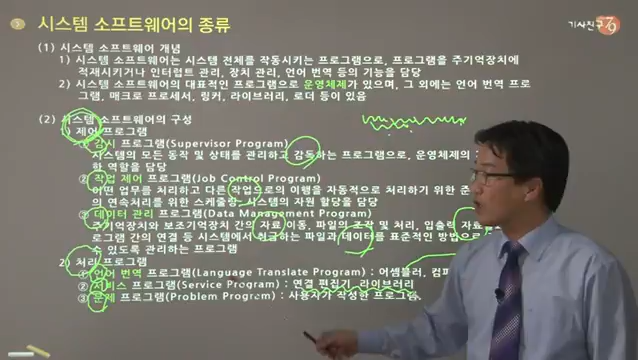 5 시스템 소프트웨어의 종류
기사친구
(1) 시스템 소프트웨어 개념
1) 시스템 소프트웨어는 시스템 전체를 작동시키는 프로그램으로, 프로그램을 주기억장치에
적재시키거나 인터럽트 관리, 장치 관리, 언어 번역 등의 기능을 담당
2) 시스템 소프트웨어의 대표적인 프로그램으로 운영체제가 있으며, 그 외에는 언어 번역 프로
그램, 매크로 프로세서, 링커, 라이브러리, 로더 등이 있음
(2) 시스템 소프트웨어의 구성
1) 제어 프로그램
① 감시 프로그램(Supervisor Program)
시스템의 모든 동작 및 상태를 관리하고 감독하는 프로그램으로, 운영체제의
한 역할을 담당
② 작업 제어 프로그램(Job Control Program)
어떤 업무를 처리하고 다른 작업으로의 이행을 자동적으로 처리하기 위한 준
의 연속처리를 위한 스케줄링, 시스템의 자원 할당을 담당
③ 데이터 관리 프로그램(Data Management Program)
주기억장치와 보조기억장치 간의 자료 이동, 파일의 조작 및 처리, 입출력 자료
로그램 간의 연결 등 시스템에서 취급하는 파일과 데이터를 표준적인 방법으로
수 있도록 관리하는 프로그램
2) 처리 프로그램
① 언어 번역 프로그램(Language Translate Program) : 어셈블러, 컴파
② 서비스 프로그램(Service Program) : 연결 편집기, 라이브러리
③ 문제 프로그램(Problem Program) : 사용자가 작성한 프로그램